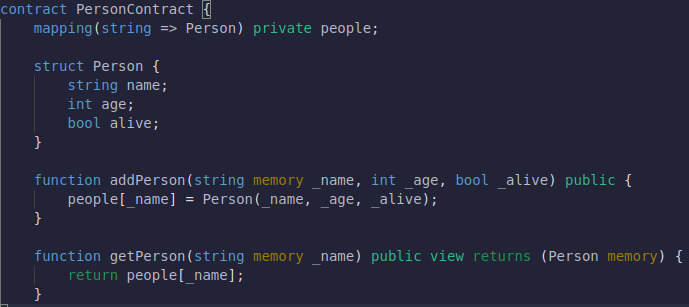 contract PersonContract {
    mapping(string => Person) private people;

    struct Person {
        string name;
        int age;
        bool alive;
    }

    function addPerson(string memory _name, int _age, bool _alive) public {
        people[_name] = Person(_name, _age, _alive);
    }

    function getPerson(string memory _name) public view returns (Person memory) {
        return people[_name];
    }